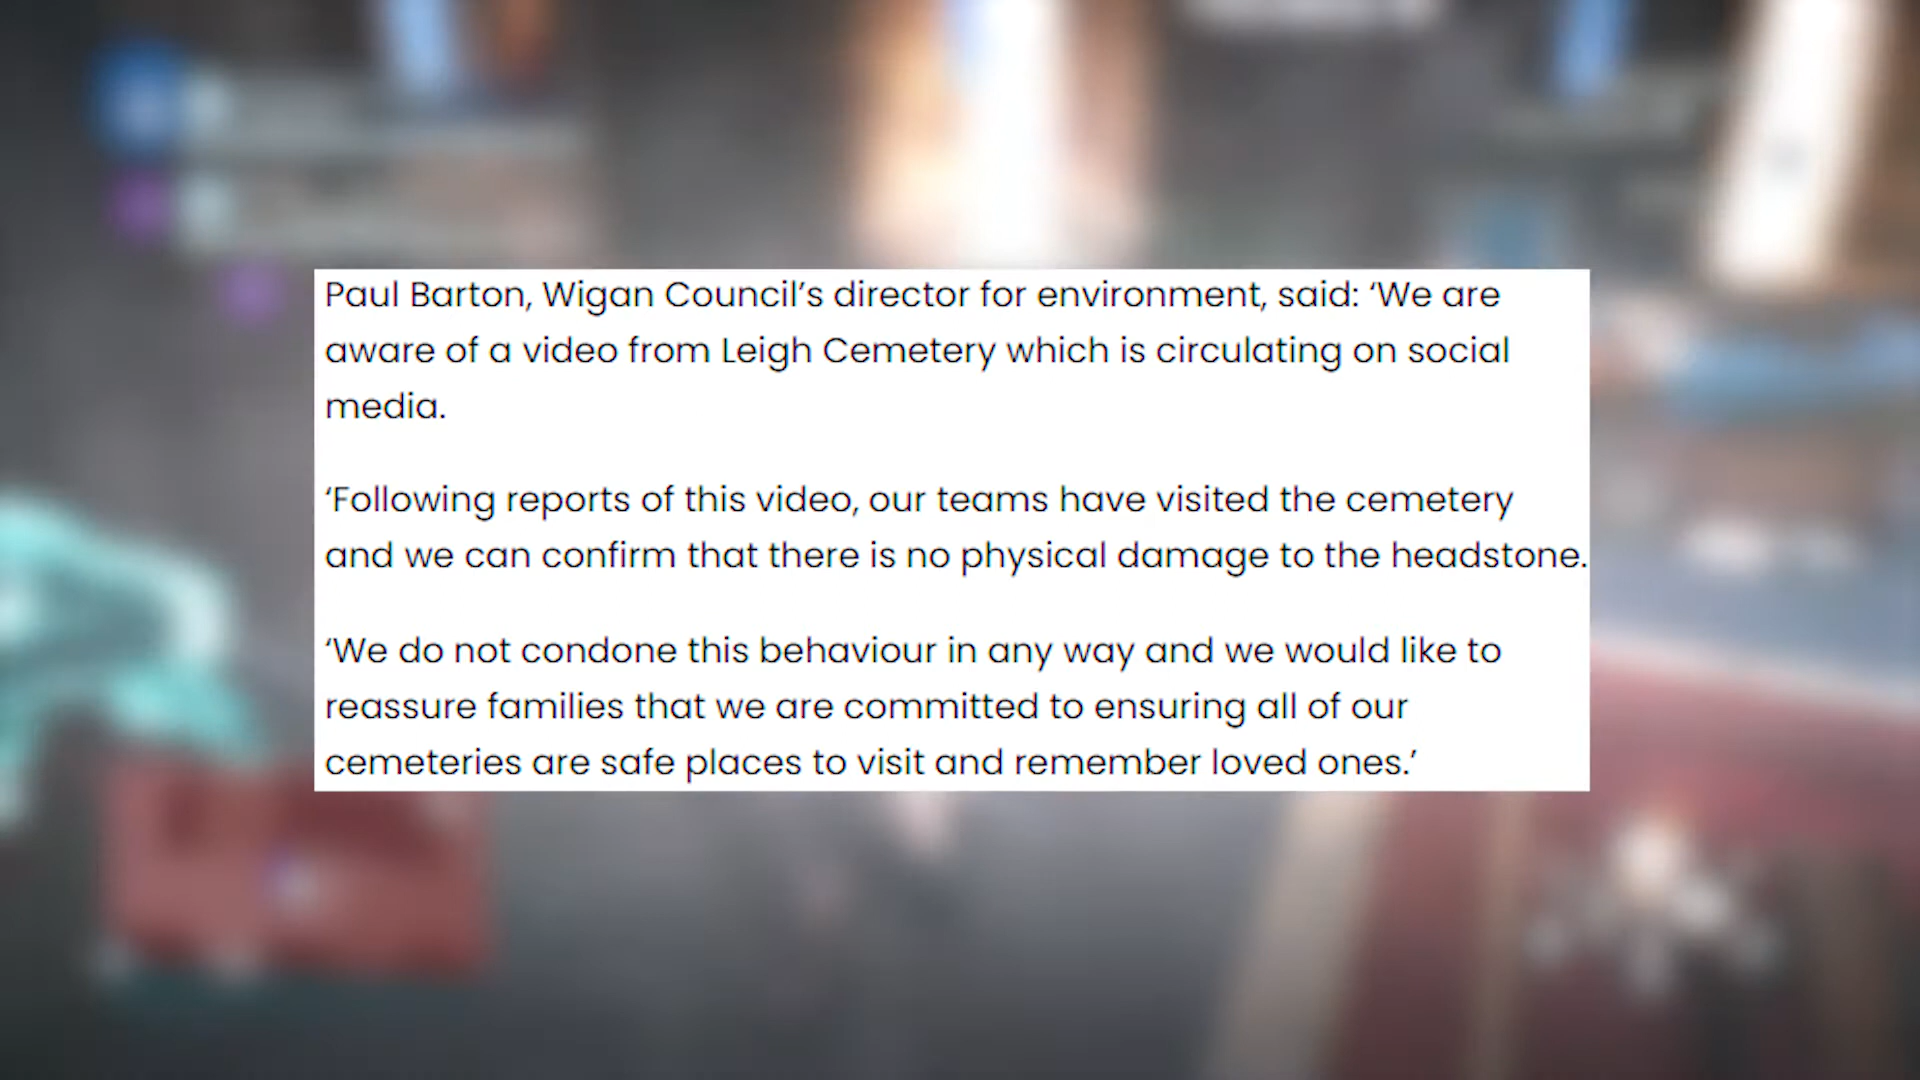 Paul Barton, Wigan Council’s director for environment, said: ‘We are
aware of a video from Leigh Cemetery which is circulating on social
media.
‘Following reports of this video, our teams have visited the cemetery
and we can confirm that there is no physical damage to the headstone.
‘We do not condone this behaviour in any way and we would like to
reassure families that we are committed to ensuring all of our
cemeteries are safe places to visit and remember loved ones.’